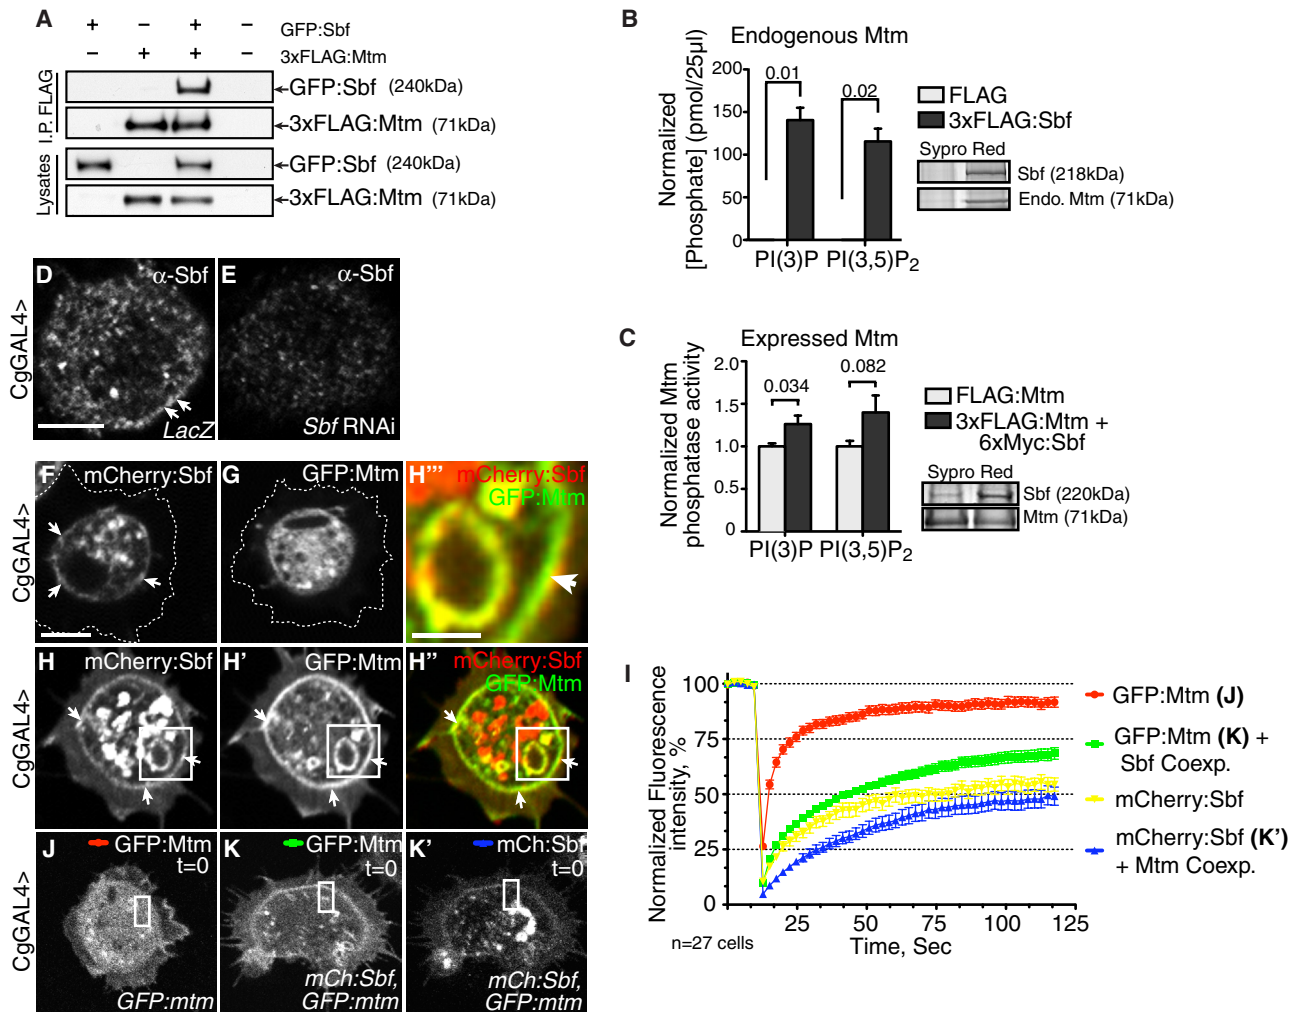 A
+ − + − GFP:Sbf
− + + − 3xFLAG:Mtm
I.P. FLAG
GFP:Sbf (240kDa)
3xFLAG:Mtm (71kDa)
Lysates
GFP:Sbf (240kDa)
3xFLAG:Mtm (71kDa)
B
Endogenous Mtm
Normalized
[Phosphate] (pmol/25µl)
200
150
100
50
0
0.01
0.02
PI(3)P PI(3,5)P2
FLAG
3xFLAG:Sbf
Sypro Red
Sbf (218kDa)
Endo. Mtm (71kDa)
C
Expressed Mtm
Normalized Mtm
phosphatase activity
2.0
1.5
1.0
0.5
0
0.034
0.082
PI(3)P PI(3,5)P2
FLAG:Mtm
3xFLAG:Mtm +
6xMyc:Sbf
Sypro Red
Sbf (220kDa)
Mtm (71kDa)
CgGAL4>
D α-Sbf
LacZ
E α-Sbf
Sbf RNAi
CgGAL4>
F mCherry:Sbf
G GFP:Mtm
H''' mCherry:Sbf
GFP:Mtm
CgGAL4>
H mCherry:Sbf
H' GFP:Mtm
H'' mCherry:Sbf
GFP:Mtm
CgGAL4>
J GFP:Mtm
t=0
GFP:mtm
K GFP:Mtm
t=0
mCh:Sbf,
GFP:mtm
K' mCh:Sbf
t=0
mCh:Sbf,
GFP:mtm
I
Normalized Fluorescence
intensity, %
100
75
50
25
0
25 50 75 100 125
Time, Sec
n=27 cells
GFP:Mtm (J)
GFP:Mtm (K) +
Sbf Coexp.
mCherry:Sbf
mCherry:Sbf (K')
+ Mtm Coexp.